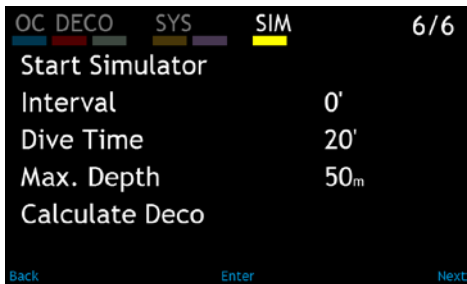 OC DECO SYS SIM 6/6
Start Simulator
Interval 0'
Dive Time 20'
Max. Depth 50m
Calculate Deco
Back Enter Next